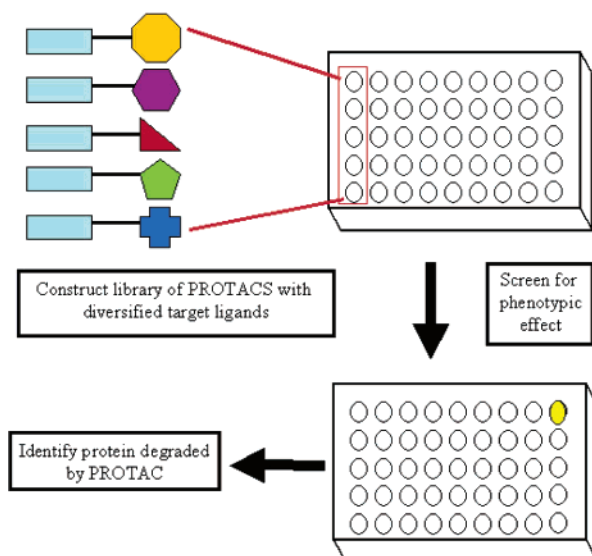 Construct library of PROTACS with
diversified target ligands
Screen for
phenotypic
effect
Identify protein degraded
by PROTAC